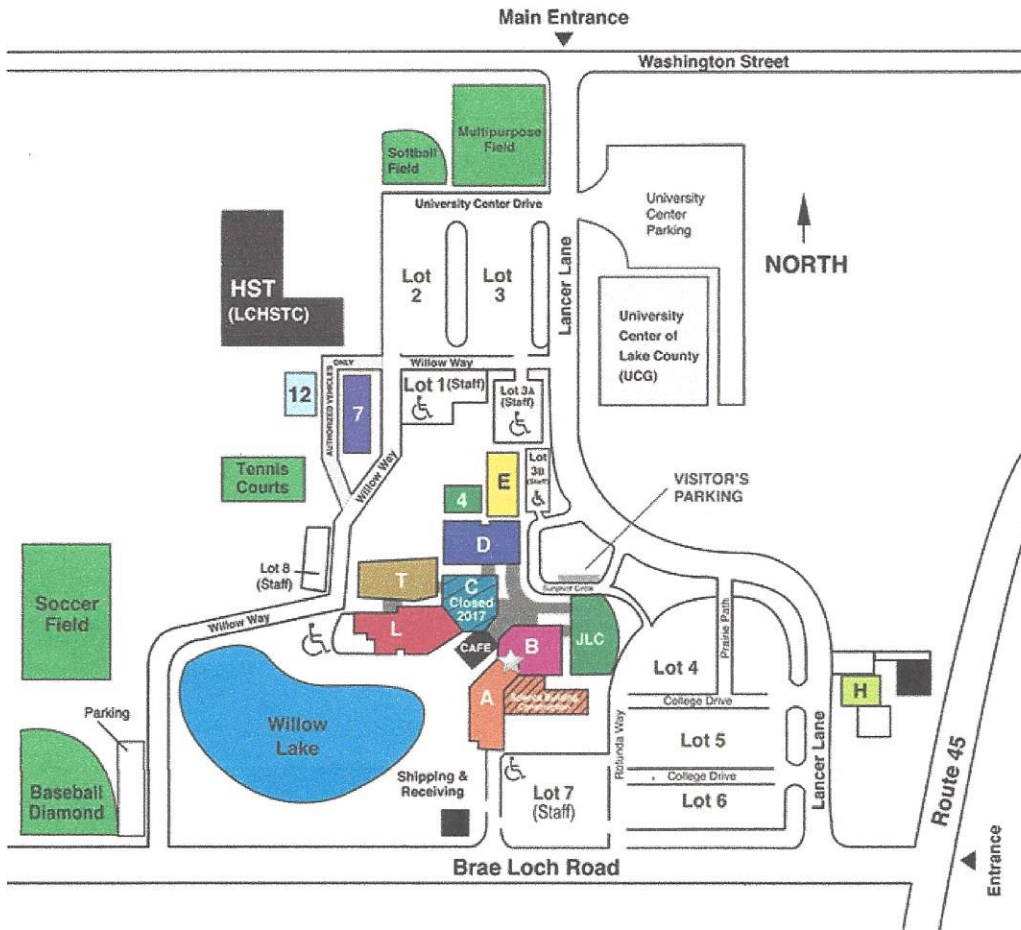 Main Entrance
Washington Street
Multipurpose
Field
Softball
Field
University
Center
Parking
University Center Drive
NORTH
Lot
2
Lot
3
Lancer Lane
HST
(LCHSTC)
University
Center of
Lake County
(UCG)
ONLY
Willow Way
AUTHORIZED VEHICLES
12
7
Lot 1 (Staff)
Lot 3A
(Staff)
Lot
3B
(Staff)
VISITOR'S
PARKING
Tennis
Courts
Willow Way
E
4
D
Lot 8
(Staff)
T
C
Closed
2017
Soccer
Field
Willow Way
L
CAFE
B
JLC
Prairie Path
Lot 4
A
Science Building
Construction
College Drive
H
Rotunda Way
Lancer Lane
Lot 5
Parking
Willow
Lake
College Drive
Baseball
Diamond
Shipping &
Receiving
Lot 7
(Staff)
Lot 6
Route 45
Brae Loch Road
Entrance